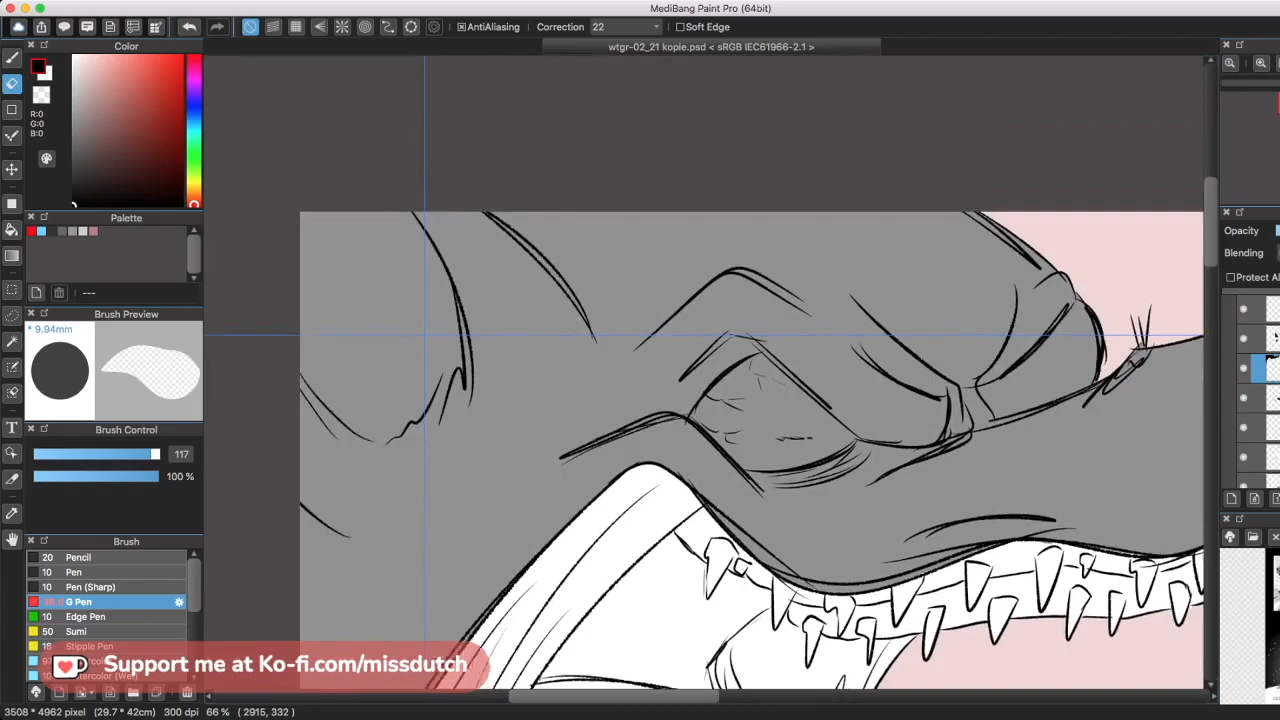 MediBang Paint Pro (64bit)
AntiAliasing Correction 22 Soft Edge
wtgr-02_21 kopie.psd < sRGB IEC61966-2.1 >
Color
R:0
G:0
B:0
Palette
---
Brush Preview
* 9.94mm
Brush Control
117
100 %
Brush
20 Pencil
10 Pen
10 Pen (Sharp)
G Pen
10 Edge Pen
50 Sumi
Stipple Pen
Support me at Ko-fi.com/missdutch
3508 * 4962 pixel (29.7 * 42cm) 300 dpi 66 % ( 2915, 332 )
Opacity
Blending
Protect Al
T